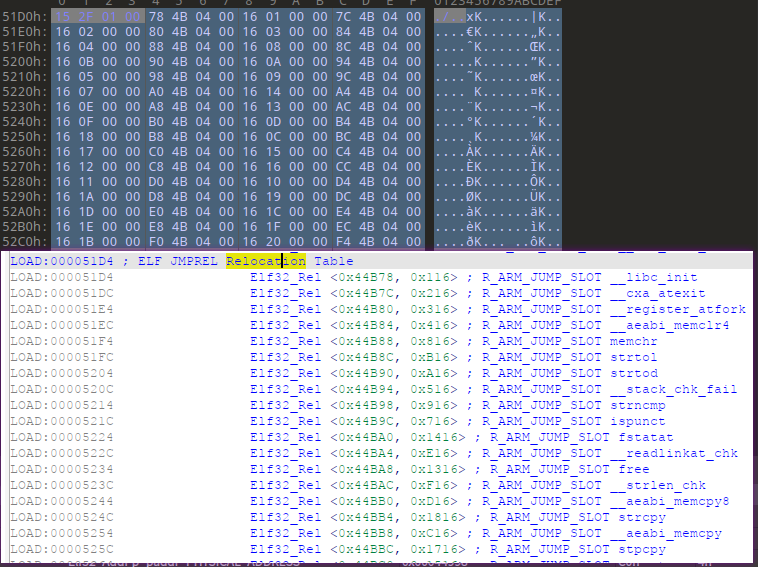 0 1 2 3 4 5 6 7 8 9 A B C D E F 0123456789ABCDEF
51D0h: 15 2F 01 00 78 4B 04 00 16 01 00 00 7C 4B 04 00 ./..xK......|K..
51E0h: 16 02 00 00 80 4B 04 00 16 03 00 00 84 4B 04 00 ....€K......„K..
51F0h: 16 04 00 00 88 4B 04 00 16 08 00 00 8C 4B 04 00 ....ˆK......ŒK..
5200h: 16 0B 00 00 90 4B 04 00 16 0A 00 00 94 4B 04 00 .....K......”K..
5210h: 16 05 00 00 98 4B 04 00 16 09 00 00 9C 4B 04 00 ....˜K......œK..
5220h: 16 07 00 00 A0 4B 04 00 16 14 00 00 A4 4B 04 00 .... K......¤K..
5230h: 16 0E 00 00 A8 4B 04 00 16 13 00 00 AC 4B 04 00 ....¨K......¬K..
5240h: 16 0F 00 00 B0 4B 04 00 16 0D 00 00 B4 4B 04 00 ....°K......´K..
5250h: 16 18 00 00 B8 4B 04 00 16 0C 00 00 BC 4B 04 00 ....¸K......¼K..
5260h: 16 17 00 00 C0 4B 04 00 16 15 00 00 C4 4B 04 00 ....ÀK......ÄK..
5270h: 16 12 00 00 C8 4B 04 00 16 16 00 00 CC 4B 04 00 ....ÈK......ÌK..
5280h: 16 11 00 00 D0 4B 04 00 16 10 00 00 D4 4B 04 00 ....ÐK......ÔK..
5290h: 16 1A 00 00 D8 4B 04 00 16 19 00 00 DC 4B 04 00 ....ØK......ÜK..
52A0h: 16 1D 00 00 E0 4B 04 00 16 1C 00 00 E4 4B 04 00 ....àK......äK..
52B0h: 16 1E 00 00 E8 4B 04 00 16 1F 00 00 EC 4B 04 00 ....èK......ìK..
52C0h: 16 1B 00 00 F0 4B 04 00 16 20 00 00 F4 4B 04 00 ....ðK... ..ôK..
LOAD:000051D4 ; ELF JMPREL Relocation Table
LOAD:000051D4 Elf32_Rel <0x44B78, 0x116> ; R_ARM_JUMP_SLOT __libc_init
LOAD:000051DC Elf32_Rel <0x44B7C, 0x216> ; R_ARM_JUMP_SLOT __cxa_atexit
LOAD:000051E4 Elf32_Rel <0x44B80, 0x316> ; R_ARM_JUMP_SLOT __register_atfork
LOAD:000051EC Elf32_Rel <0x44B84, 0x416> ; R_ARM_JUMP_SLOT __aeabi_memclr4
LOAD:000051F4 Elf32_Rel <0x44B88, 0x816> ; R_ARM_JUMP_SLOT memchr
LOAD:000051FC Elf32_Rel <0x44B8C, 0xB16> ; R_ARM_JUMP_SLOT strtol
LOAD:00005204 Elf32_Rel <0x44B90, 0xA16> ; R_ARM_JUMP_SLOT strtod
LOAD:0000520C Elf32_Rel <0x44B94, 0x516> ; R_ARM_JUMP_SLOT __stack_chk_fail
LOAD:00005214 Elf32_Rel <0x44B98, 0x916> ; R_ARM_JUMP_SLOT strncmp
LOAD:0000521C Elf32_Rel <0x44B9C, 0x716> ; R_ARM_JUMP_SLOT ispunct
LOAD:00005224 Elf32_Rel <0x44BA0, 0x1416> ; R_ARM_JUMP_SLOT fstatat
LOAD:0000522C Elf32_Rel <0x44BA4, 0xE16> ; R_ARM_JUMP_SLOT __readlinkat_chk
LOAD:00005234 Elf32_Rel <0x44BA8, 0x1316> ; R_ARM_JUMP_SLOT free
LOAD:0000523C Elf32_Rel <0x44BAC, 0xF16> ; R_ARM_JUMP_SLOT __strlen_chk
LOAD:00005244 Elf32_Rel <0x44BB0, 0xD16> ; R_ARM_JUMP_SLOT __aeabi_memcpy8
LOAD:0000524C Elf32_Rel <0x44BB4, 0x1816> ; R_ARM_JUMP_SLOT strcpy
LOAD:00005254 Elf32_Rel <0x44BB8, 0xC16> ; R_ARM_JUMP_SLOT __aeabi_memcpy
LOAD:0000525C Elf32_Rel <0x44BBC, 0x1716> ; R_ARM_JUMP_SLOT stpcpy